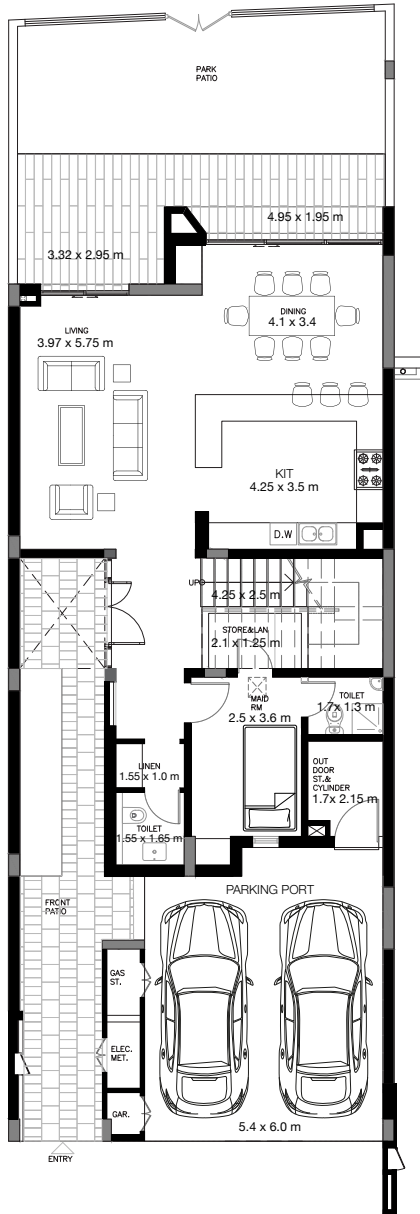 PARK
PATIO
4.95 x 1.95 m
3.32 x 2.95 m
DINING
4.1 x 3.4
LIVING
3.97 x 5.75 m
KIT
4.25 x 3.5 m
D.W
UP
4.25 x 2.5 m
STORE&LAN
2.1 x 1.25 m
MAID
RM
2.5 x 3.6 m
TOILET
1.7x 1.3 m
LINEN
1.55 x 1.0 m
OUT
DOOR
ST.&
CYLINDER
1.7x 2.15 m
TOILET
1.55 x 1.65 m
PARKING PORT
FRONT
PATIO
GAS
ST.
ELEC.
MET.
GAR.
5.4 x 6.0 m
ENTRY